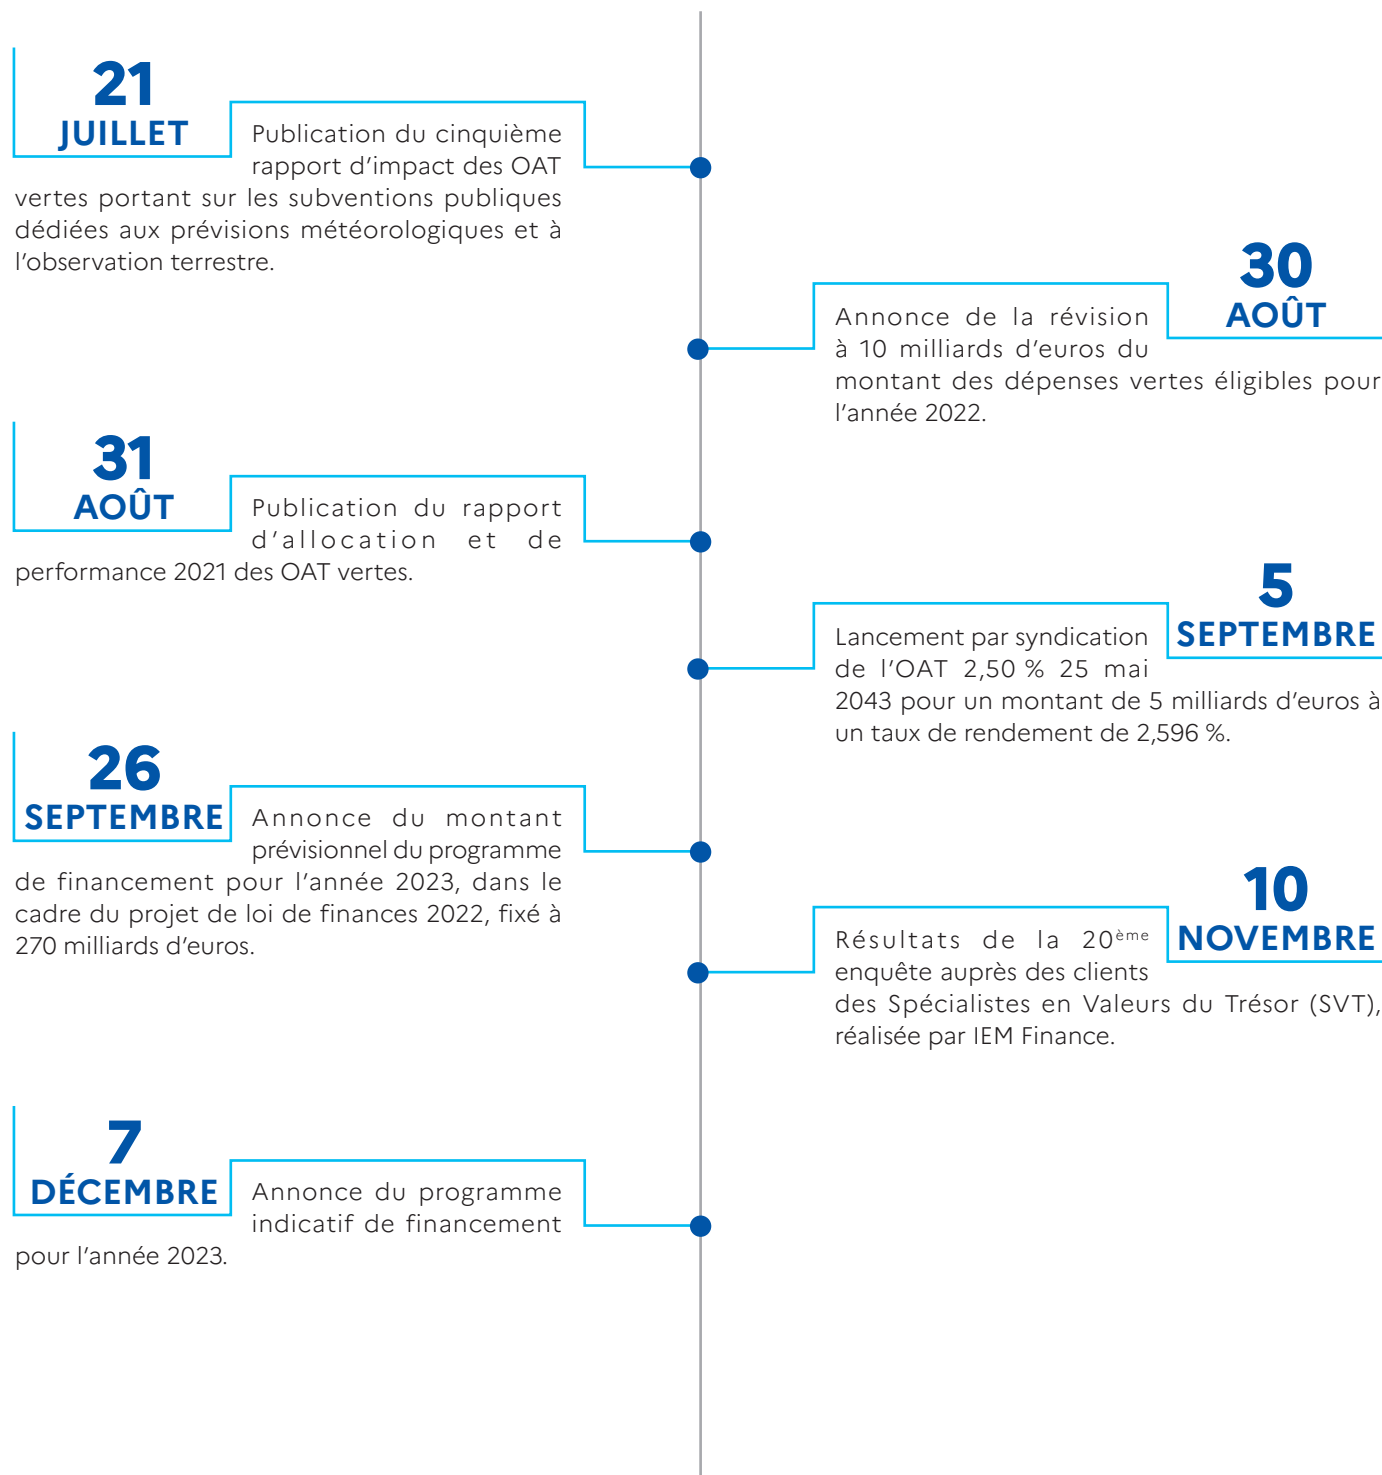 21
JUILLET
Publication du cinquième
rapport d'impact des OAT
vertes portant sur les subventions publiques
dédiées aux prévisions météorologiques et à
l'observation terrestre.
30
AOÛT
Annonce de la révision
à 10 milliards d'euros du
montant des dépenses vertes éligibles pour
l'année 2022.
31
AOÛT
Publication du rapport
d'allocation et de
performance 2021 des OAT vertes.
5
SEPTEMBRE
Lancement par syndication
de l'OAT 2,50 % 25 mai
2043 pour un montant de 5 milliards d'euros à
un taux de rendement de 2,596 %.
26
SEPTEMBRE
Annonce du montant
prévisionnel du programme
de financement pour l'année 2023, dans le
cadre du projet de loi de finances 2022, fixé à
270 milliards d'euros.
10
NOVEMBRE
Résultats de la 20ème
enquête auprès des clients
des Spécialistes en Valeurs du Trésor (SVT),
réalisée par IEM Finance.
7
DÉCEMBRE
Annonce du programme
indicatif de financement
pour l'année 2023.